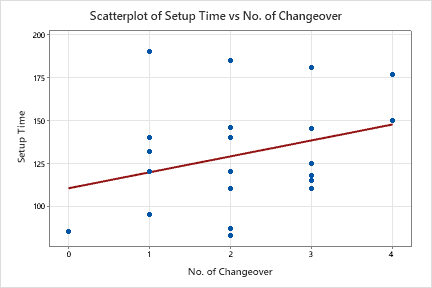 Scatterplot of Setup Time vs No. of Changeover
200
175
150
125
100
Setup Time
0 1 2 3 4
No. of Changeover